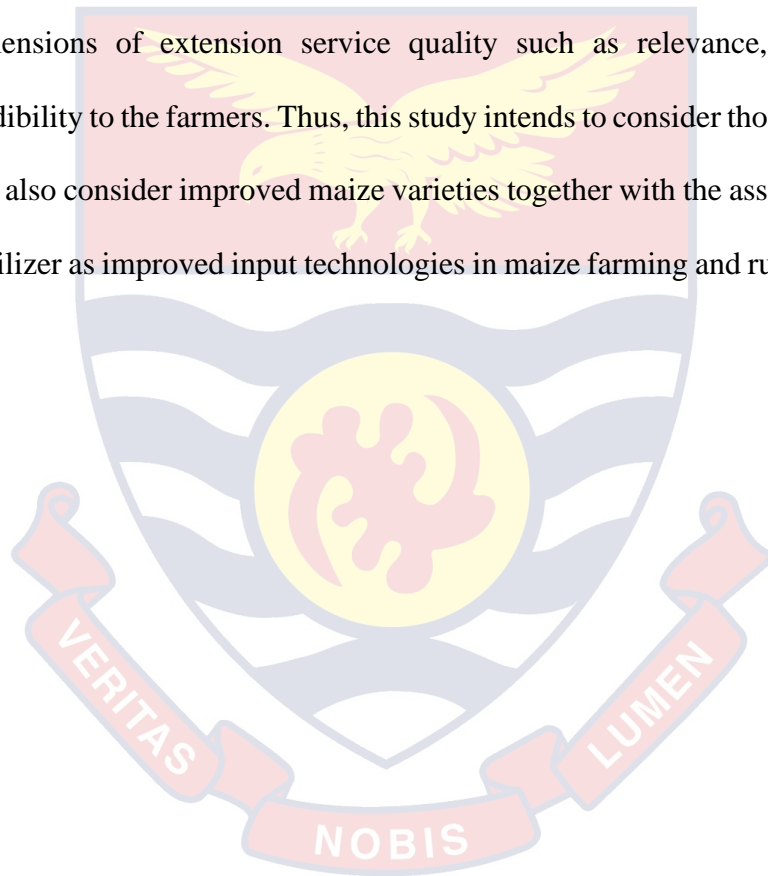 ensions of extension service quality such as relevance,
dibility to the farmers. Thus, this study intends to consider tho
also consider improved maize varieties together with the ass
ilizer as improved input technologies in maize farming and ru
VERITAS
NOBIS
LUMEN